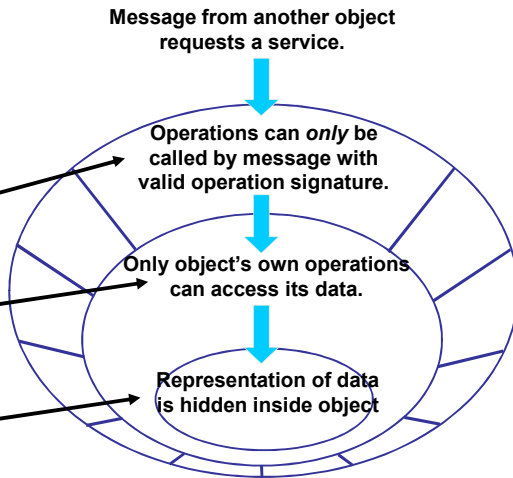 Message from another object
requests a service.
Operations can only be
called by message with
valid operation signature.
Only object's own operations
can access its data.
Representation of data
is hidden inside object